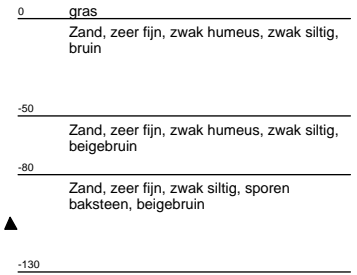 0 gras
Zand, zeer fijn, zwak humeus, zwak siltig,
bruin
-50
Zand, zeer fijn, zwak humeus, zwak siltig,
beigebruin
-80
Zand, zeer fijn, zwak siltig, sporen
baksteen, beigebruin
-130